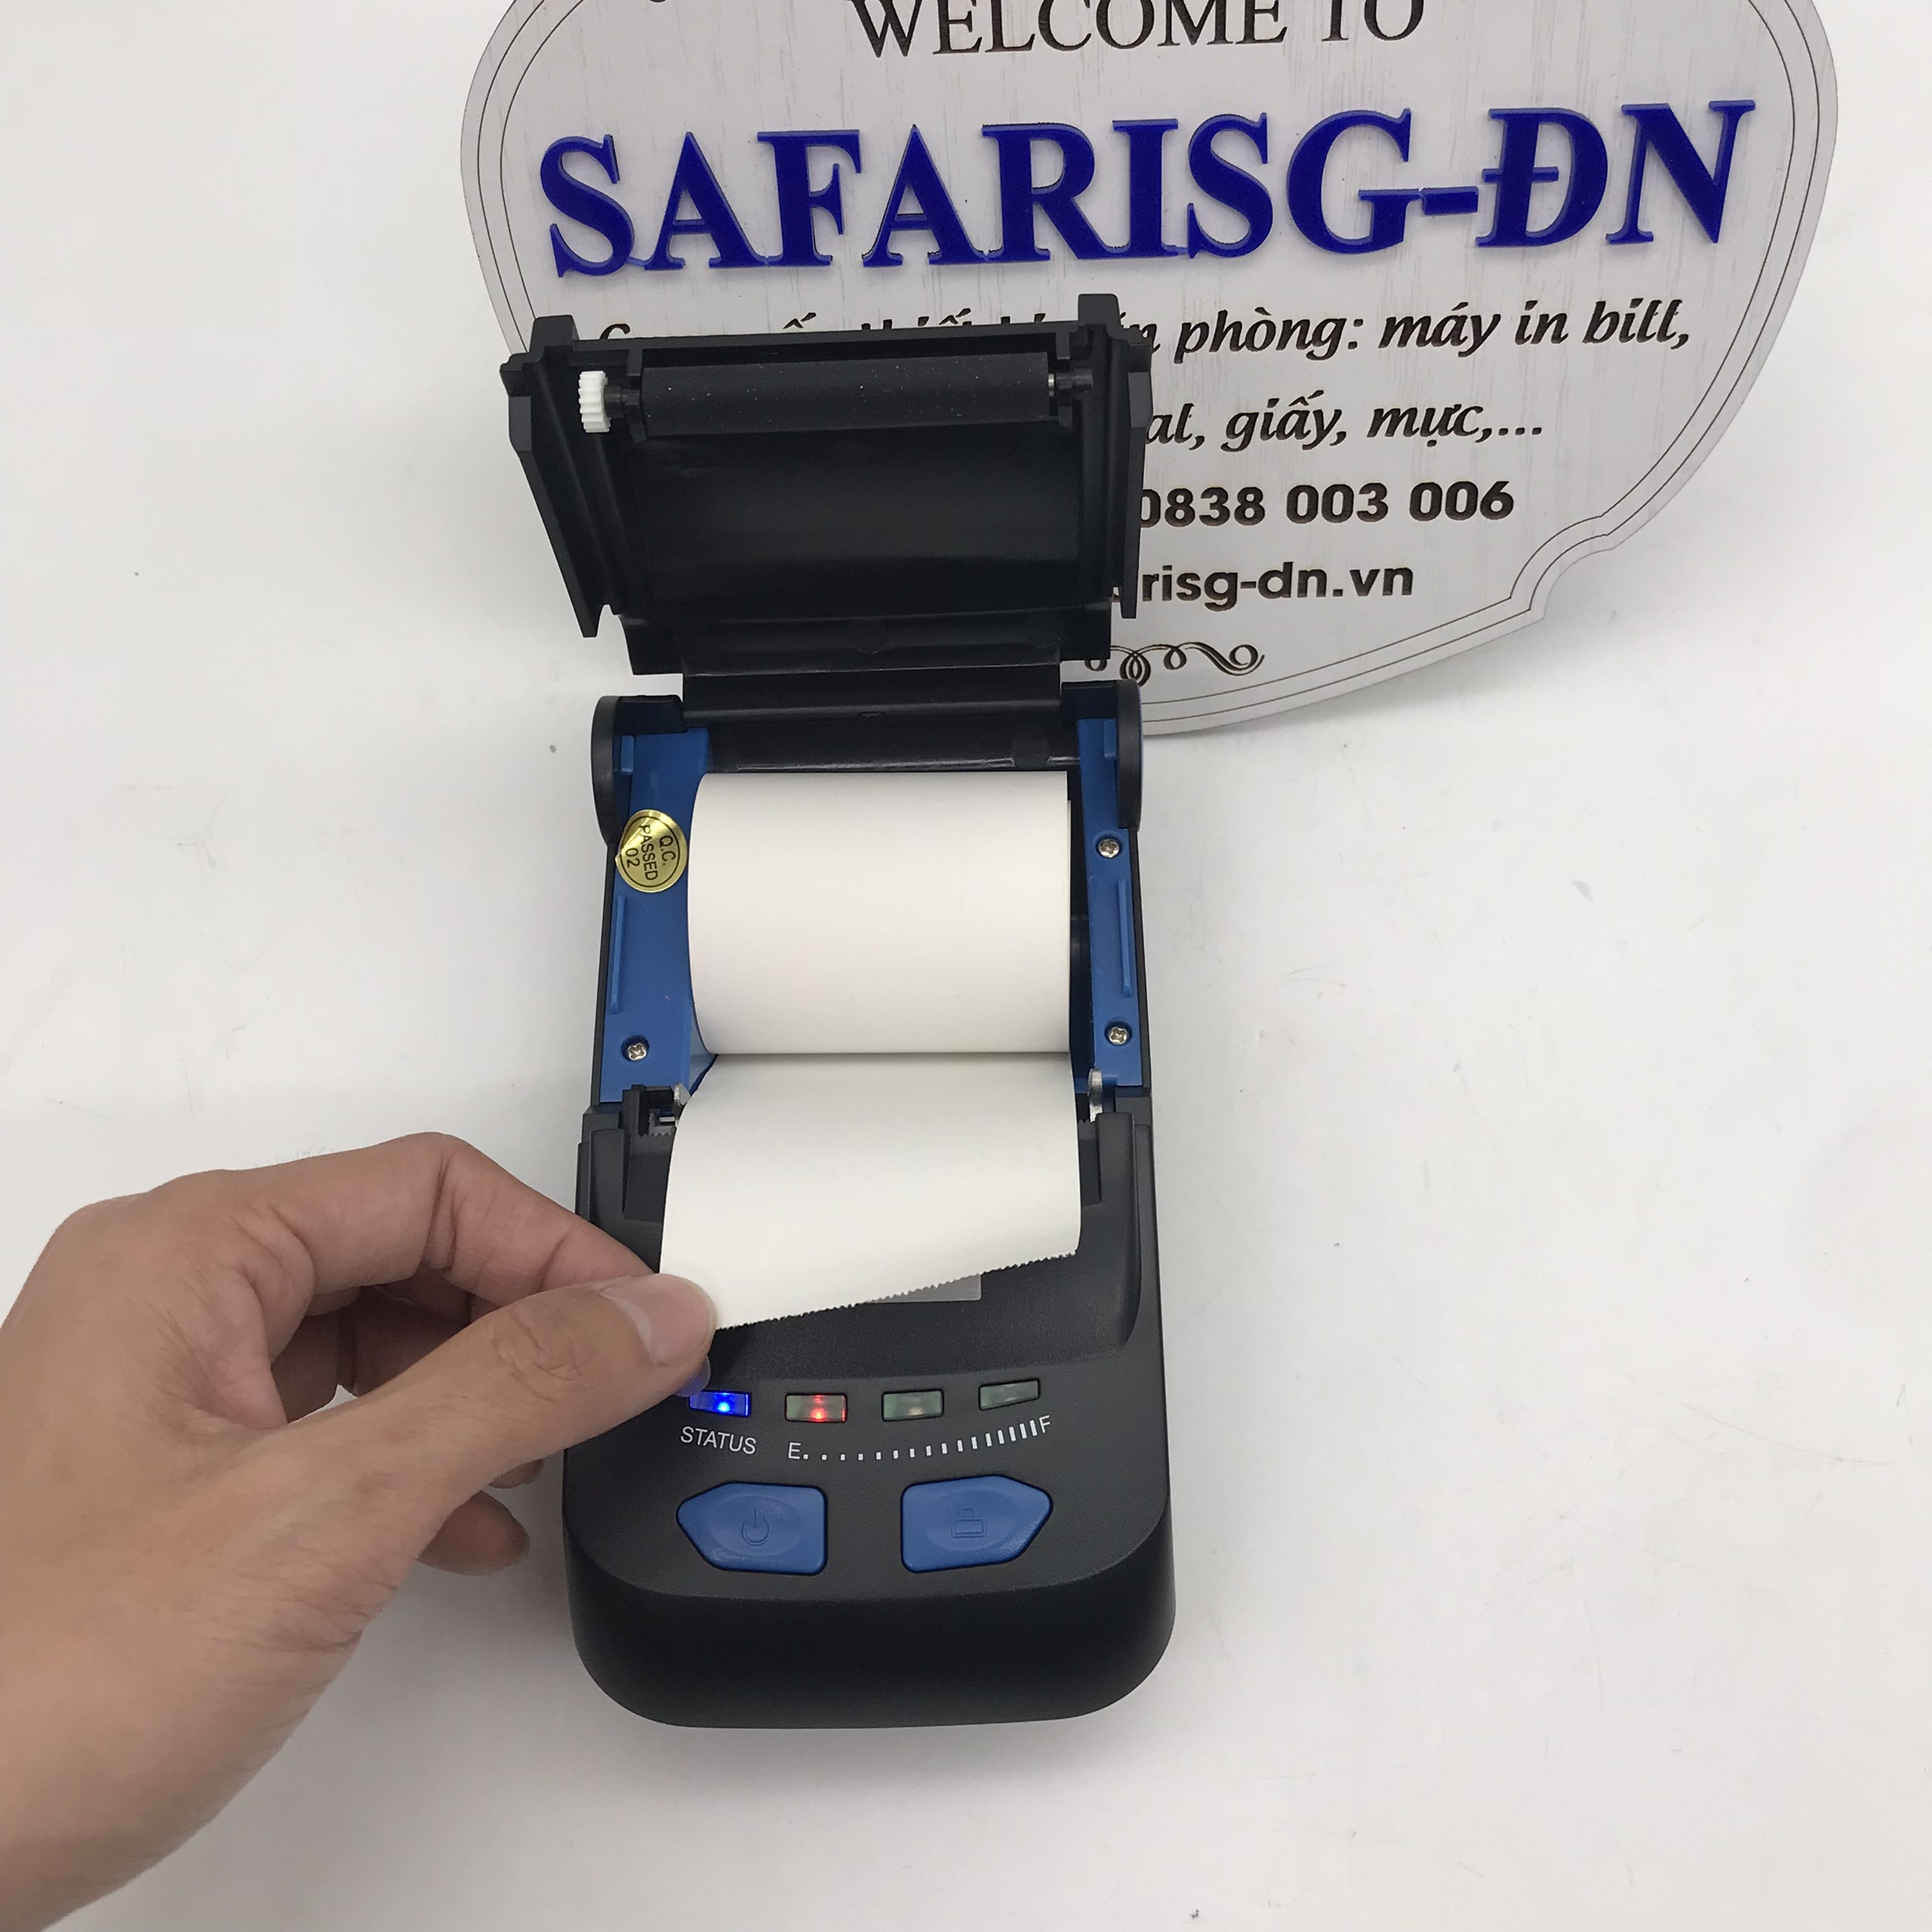 WELCOME TO
SAFARISG-ĐN
phòng: máy in bill,
giấy, mực,...
0838 003 006
risg-dn.vn
Q.C.
PASSED
02
STATUS
E
F